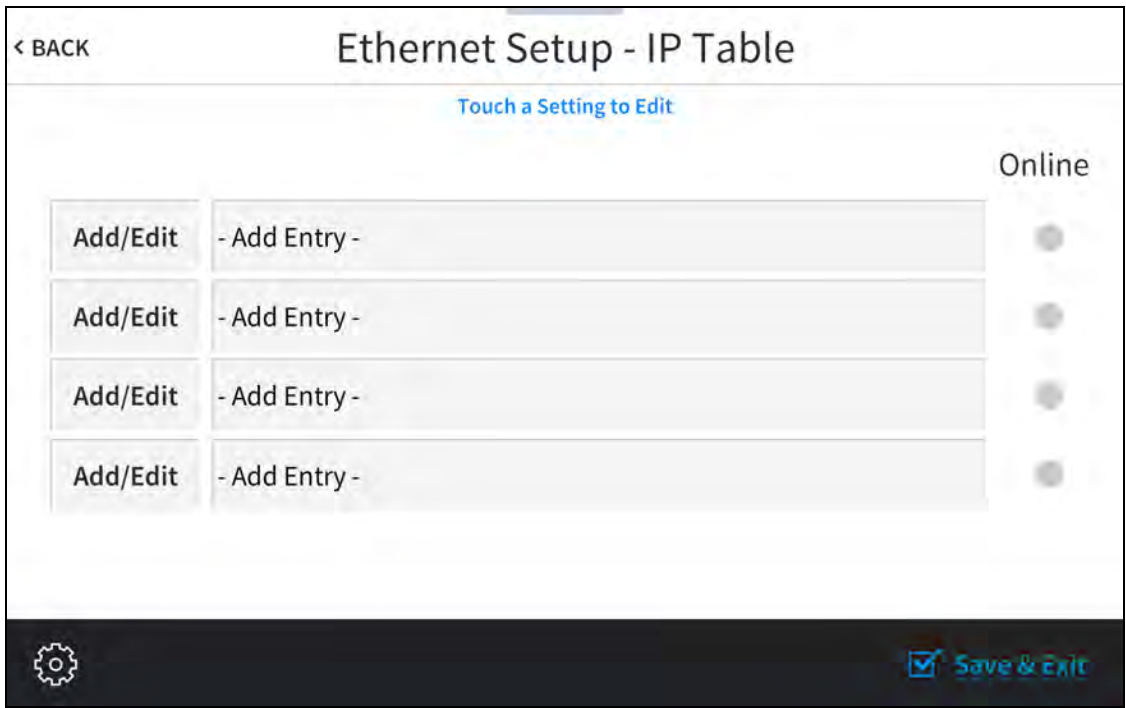 < BACK
Ethernet Setup - IP Table
Touch a Setting to Edit
Online
Add/Edit - Add Entry -
Add/Edit - Add Entry -
Add/Edit - Add Entry -
Add/Edit - Add Entry -
Save & Exit